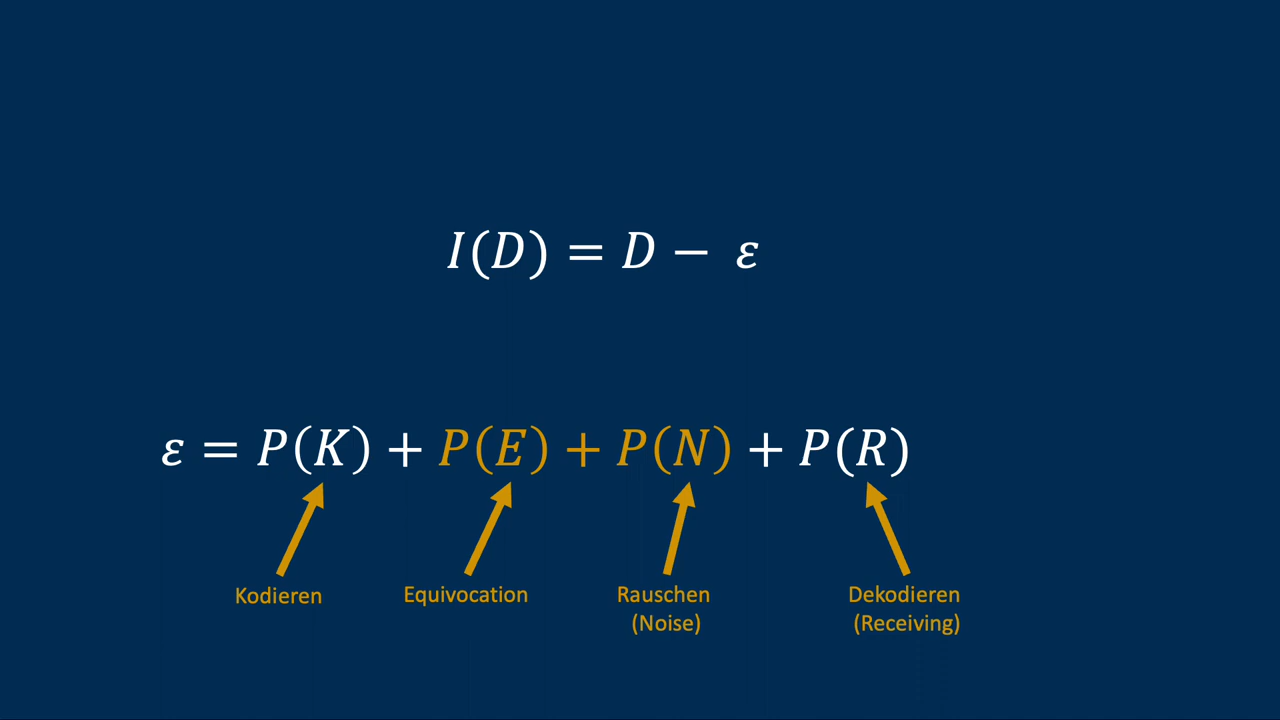 I(D) = D − ε
ε = P(K) + P(E) + P(N) + P(R)
Kodieren
Equivocation
Rauschen
(Noise)
Dekodieren
(Receiving)